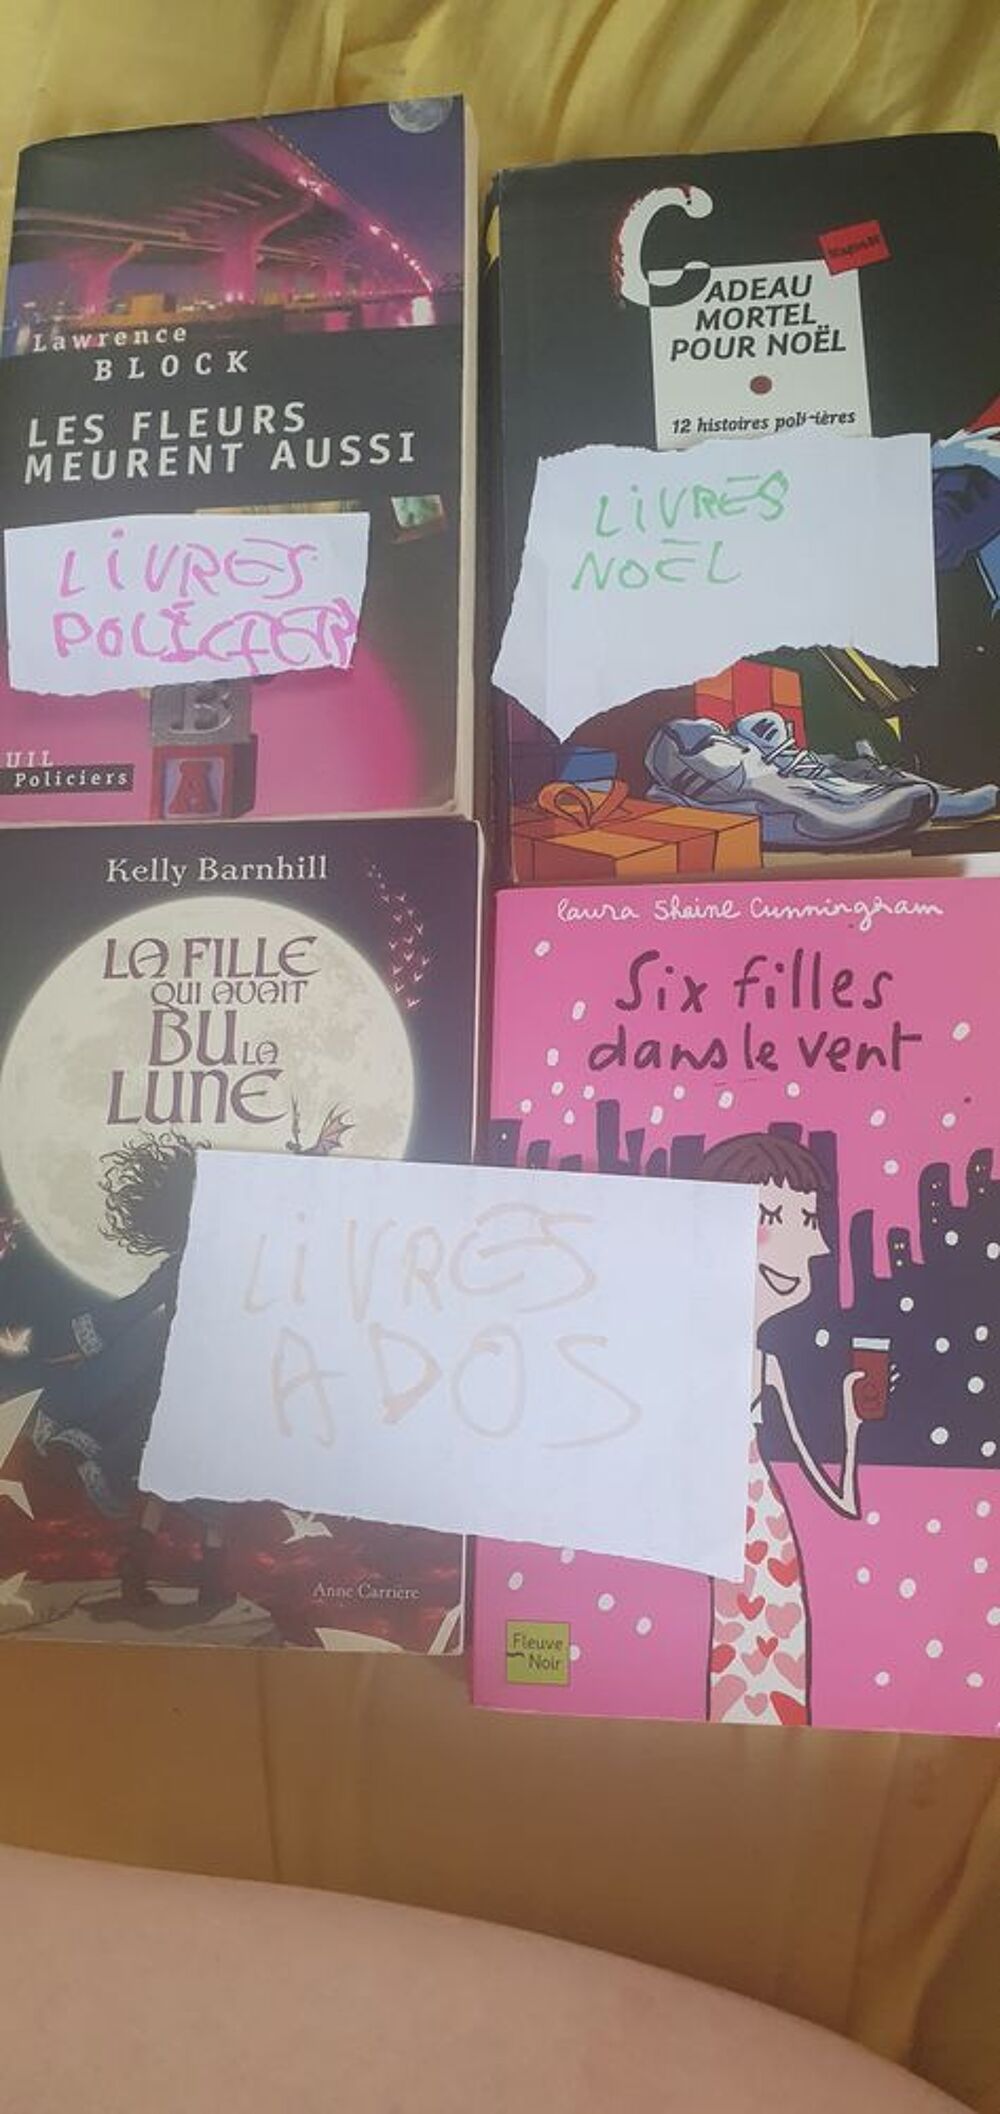 Lawrence
BLOCK
LES FLEURS
MEURENT AUSSI
LIVRES
POLICIER
B
A
UIL
Policiers
CADEAU
MORTEL
POUR NOËL
12 histoires policières
LIVRES
NOËL
Kelly Barnhill
LA FILLE
QUI AVAIT
BU LA
LUNE
Anne Carrière
LIVRES
ADOS
Laura Shaine Cunningham
Six filles
dans le vent
Fleuve
Noir